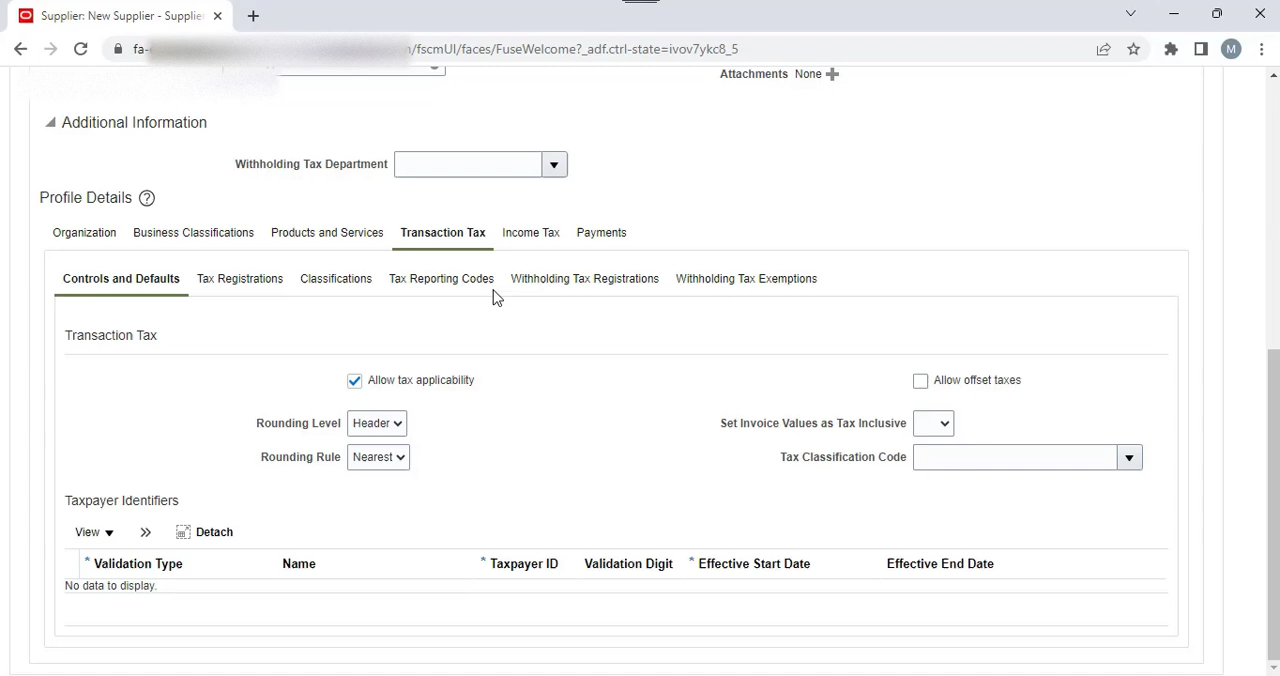 Supplier: New Supplier - Supplier
fa-
/fscmUI/faces/FuseWelcome?_adf.ctrl-state=ivov7ykc8_5
M
Attachments None
Additional Information
Withholding Tax Department
Profile Details ?
Organization Business Classifications Products and Services Transaction Tax Income Tax Payments
Controls and Defaults Tax Registrations Classifications Tax Reporting Codes Withholding Tax Registrations Withholding Tax Exemptions
Transaction Tax
Allow tax applicability Allow offset taxes
Rounding Level Header Set Invoice Values as Tax Inclusive
Rounding Rule Nearest Tax Classification Code
Taxpayer Identifiers
View » Detach
* Validation Type Name * Taxpayer ID Validation Digit * Effective Start Date Effective End Date
No data to display.